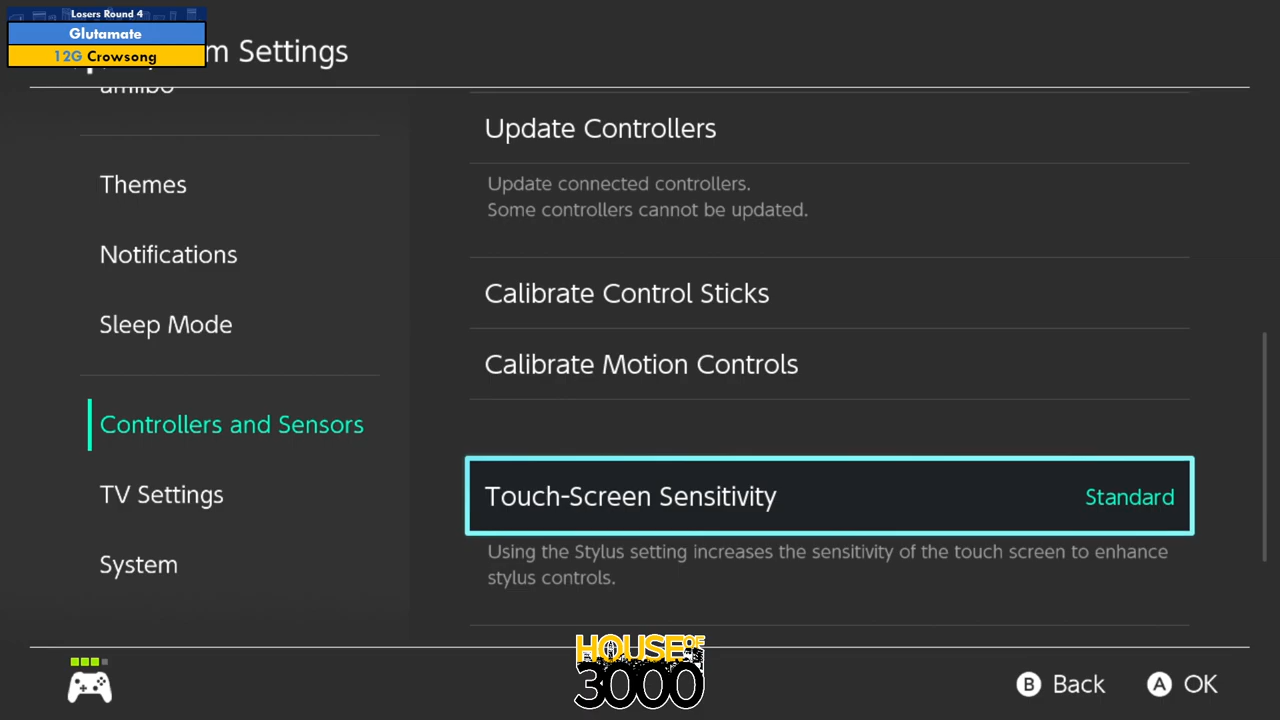 Losers Round 4
Glutamate
12G Crowsong
m Settings
amiibo
Themes
Notifications
Sleep Mode
Controllers and Sensors
TV Settings
System
Update Controllers
Update connected controllers.
Some controllers cannot be updated.
Calibrate Control Sticks
Calibrate Motion Controls
Touch-Screen Sensitivity Standard
Using the Stylus setting increases the sensitivity of the touch screen to enhance
stylus controls.
HOUSE OF
3000
B Back A OK